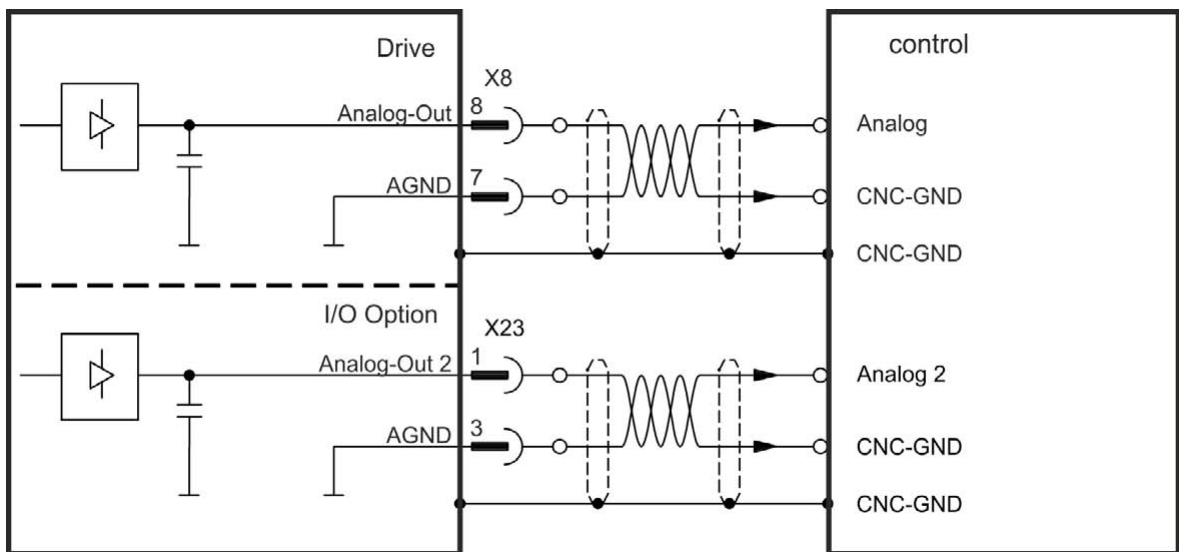 Drive
control
X8
Analog-Out
8
Analog
AGND
7
CNC-GND
CNC-GND
I/O Option
X23
Analog-Out 2
1
Analog 2
AGND
3
CNC-GND
CNC-GND